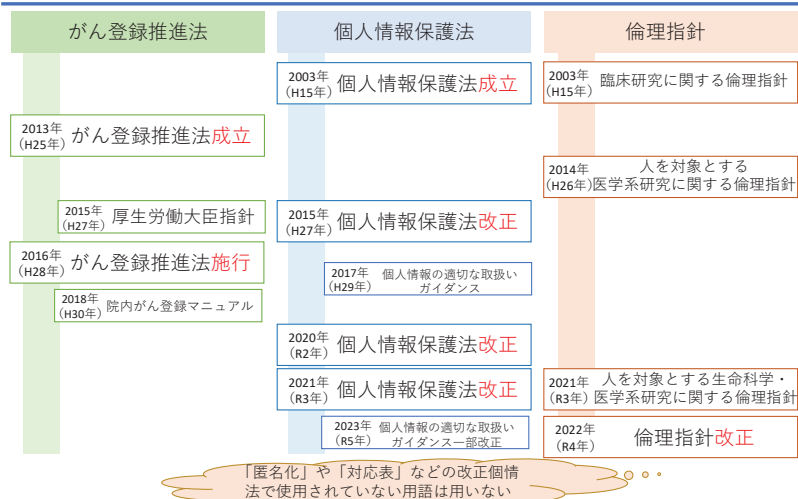 がん登録推進法
個人情報保護法
倫理指針
2003年
(H15年)
個人情報保護法成立
2003年
(H15年)
臨床研究に関する倫理指針
2013年
(H25年)
がん登録推進法成立
2014年
(H26年)
人を対象とする
医学系研究に関する倫理指針
2015年
(H27年)
厚生労働大臣指針
2015年
(H27年)
個人情報保護法改正
2016年
(H28年)
がん登録推進法施行
2017年
(H29年)
個人情報の適切な取扱い
ガイダンス
2018年
(H30年)
院内がん登録マニュアル
2020年
(R2年)
個人情報保護法改正
2021年
(R3年)
個人情報保護法改正
2021年
(R3年)
人を対象とする生命科学・
医学系研究に関する倫理指針
2023年
(R5年)
個人情報の適切な取扱い
ガイダンス一部改正
2022年
(R4年)
倫理指針改正
「匿名化」や「対応表」などの改正個情
法で使用されていない用語は用いない